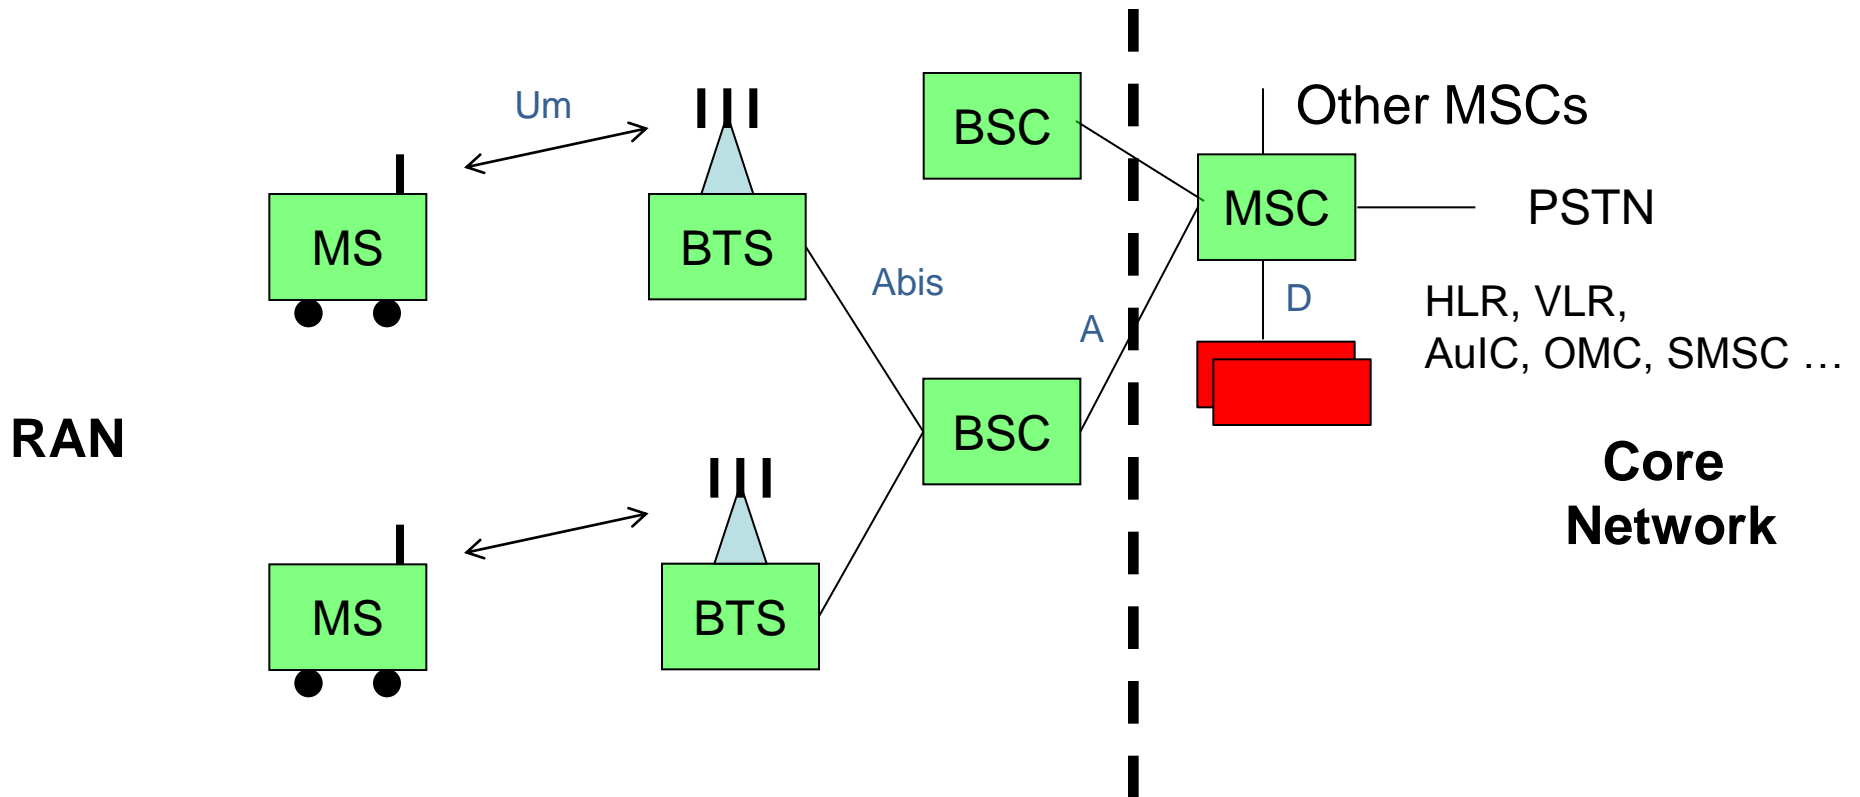 Um
BSC
Other MSCs
MS
BTS
MSC
PSTN
Abis
A
D
HLR, VLR,
AuIC, OMC, SMSC …
RAN
BSC
Core
Network
MS
BTS